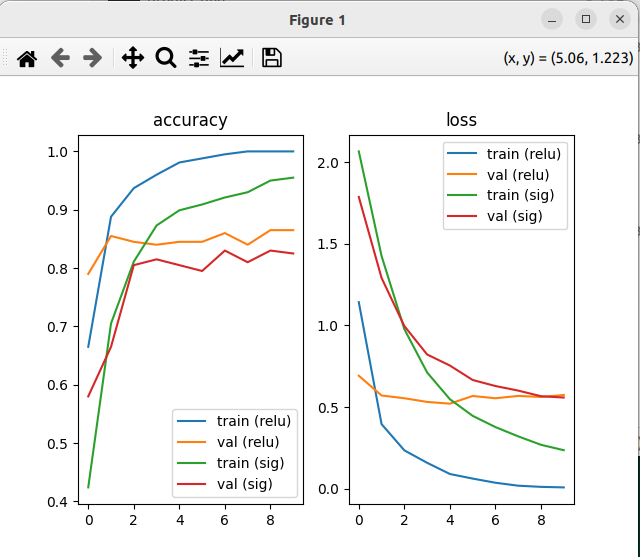 Figure 1
(x, y) = (5.06, 1.223)
accuracy
1.0
0.9
0.8
0.7
0.6
0.5
0.4
0 2 4 6 8
train (relu)
val (relu)
train (sig)
val (sig)
loss
2.0
1.5
1.0
0.5
0.0
0 2 4 6 8
train (relu)
val (relu)
train (sig)
val (sig)